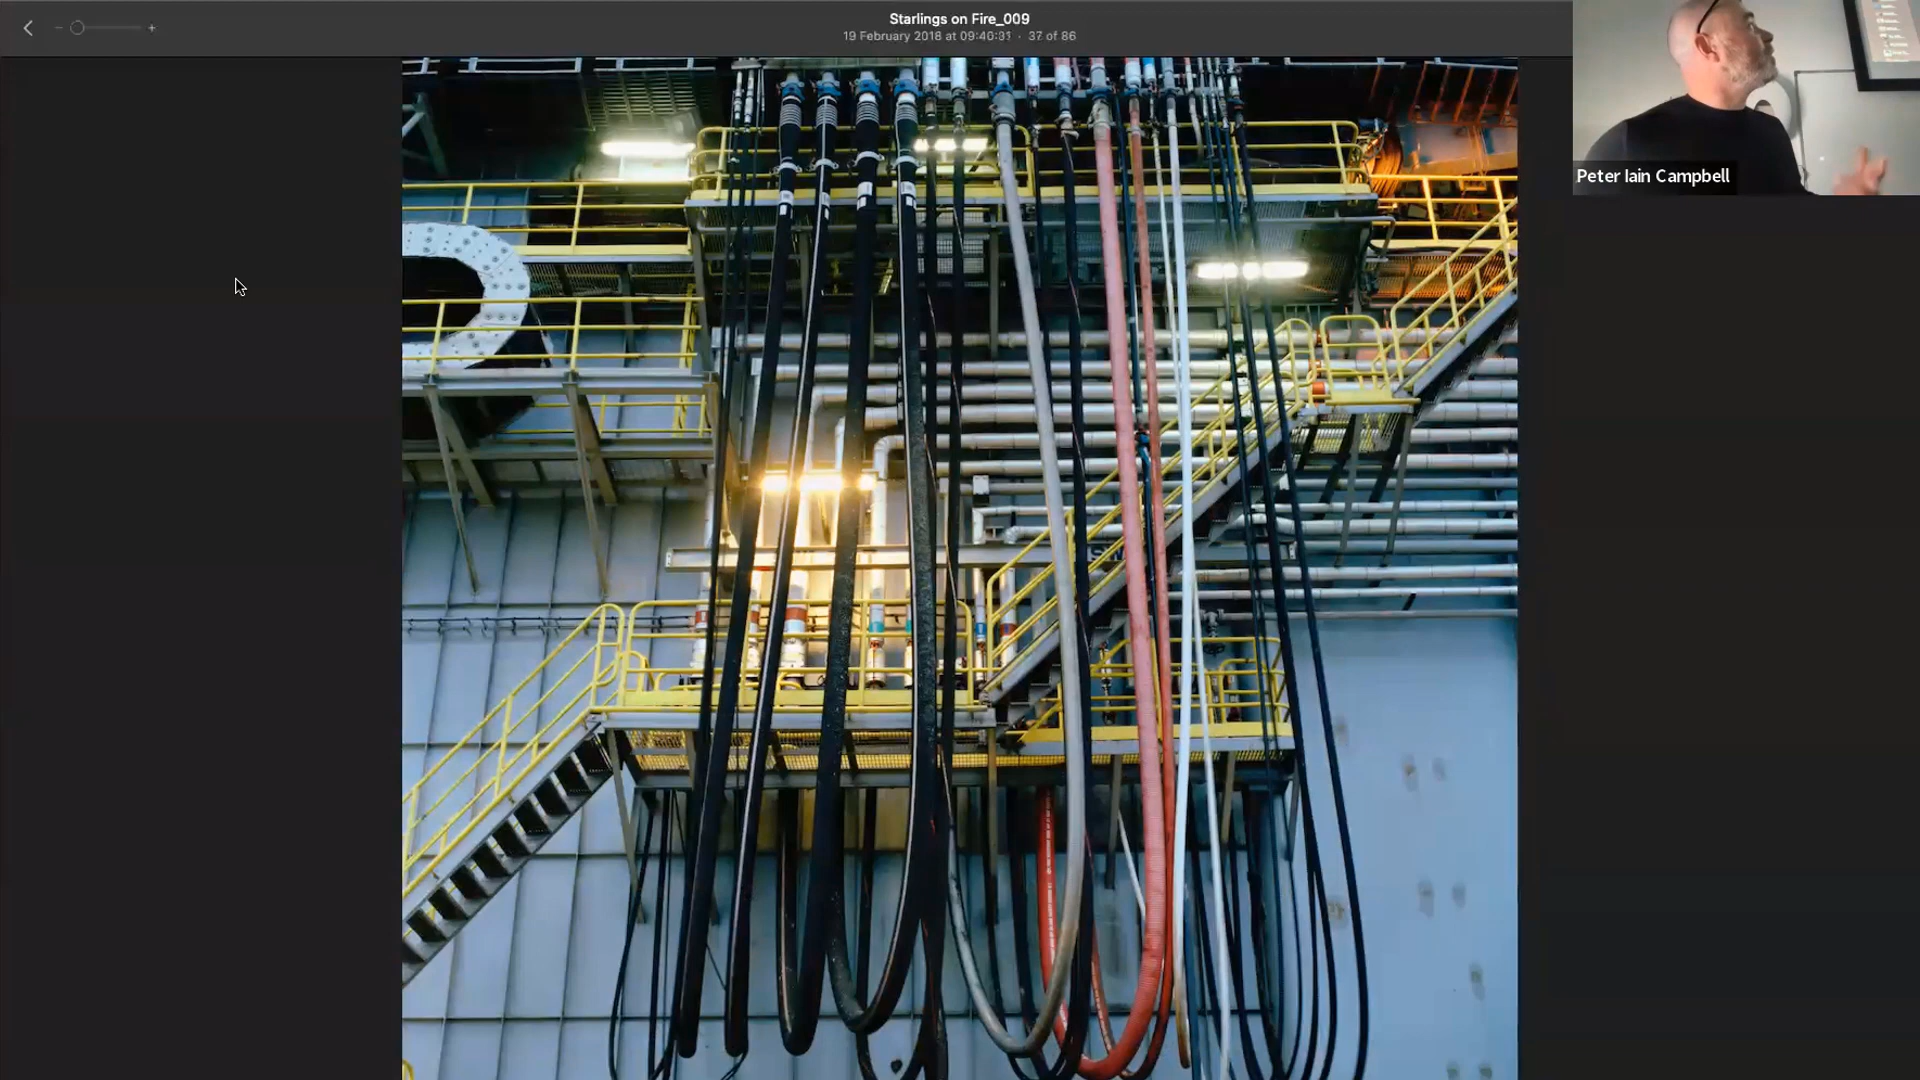 Starlings on Fire_009
19 February 2018 at 09:40:31 · 37 of 86
Peter Iain Campbell